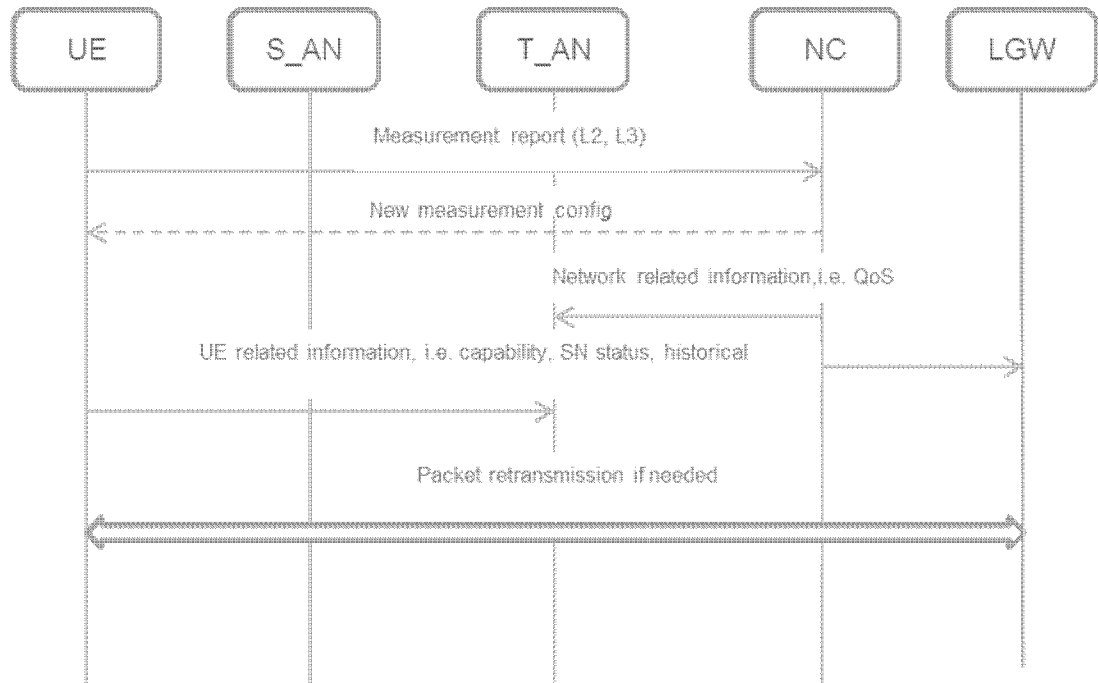 UE
S_AN
T_AN
NC
LGW
Measurement report (L2, L3)
New measurement config
Network related information,i.e. QoS
UE related information, i.e. capability, SN status, historical
Packet retransmission if needed